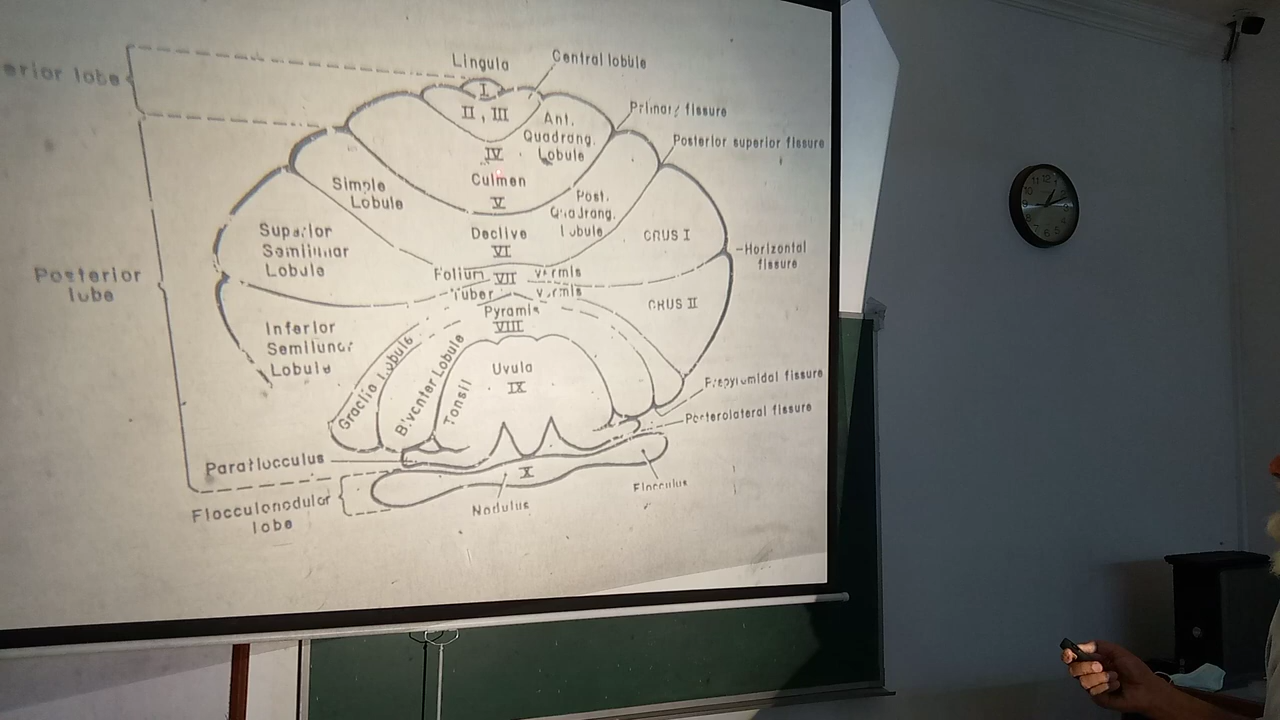 Lingula
Central lobule
erior lobe
I
II, III
Ant.
Quadrang.
Lobule
Primary fissure
Posterior superior fissure
IV
Culmen
V
Simple
Lobule
Post.
Quadrang.
Lobule
Superior
Semilunar
Lobule
Declive
VI
CRUS I
Horizontal
fissure
Posterior
lobe
Folium VII vermis
Tuber vermis
Pyramis
VIII
CRUS II
Inferior
Semilunar
Lobule
Gracile Lobule
Biventer Lobule
Tonsil
Uvula
IX
Prepyramidal fissure
Posterolateral fissure
Paraflocculus
X
Flocculonodular
lobe
Nodulus
Flocculus